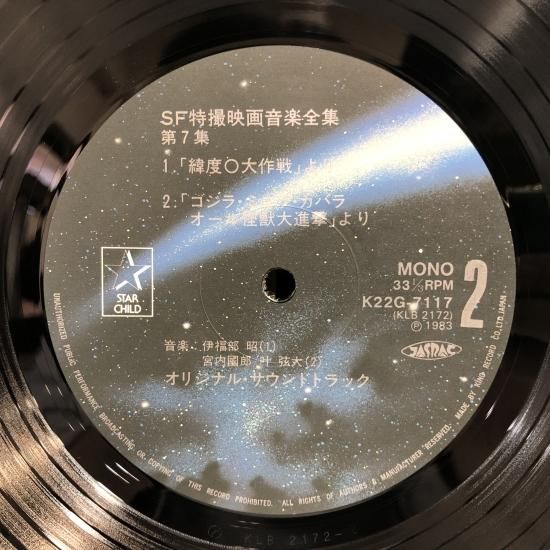 SF特撮映画音楽全集
第7集
1.「緯度〇大作戦」より
2.「ゴジラ・ミニラ・ガバラ
オール怪獣大進撃」より
STAR
CHILD
MONO
33 1/3 RPM
K22G-7117
(KLB 2172)
Ⓟ 1983
2
JASRAC
音楽:伊福部 昭(1)
宮内國郎 叶 弦大(2)
オリジナル・サウンドトラック
UNAUTHORIZED PUBLIC PERFORMANCE BROADCASTING OR COPYING OF THIS RECORD PROHIBITED. ALL RIGHTS OF AUTHORS & MANUFACTURER RESERVED. MADE BY KING RECORD CO., LTD. JAPAN
KLB 2172-